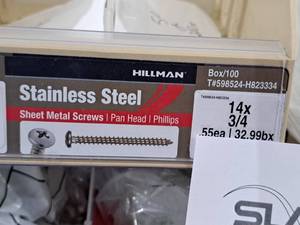 HILLMAN
Box/100
T#598524-H823334
Stainless Steel
Sheet Metal Screws | Pan Head | Phillips
14x
3/4
.55ea | 32.99bx